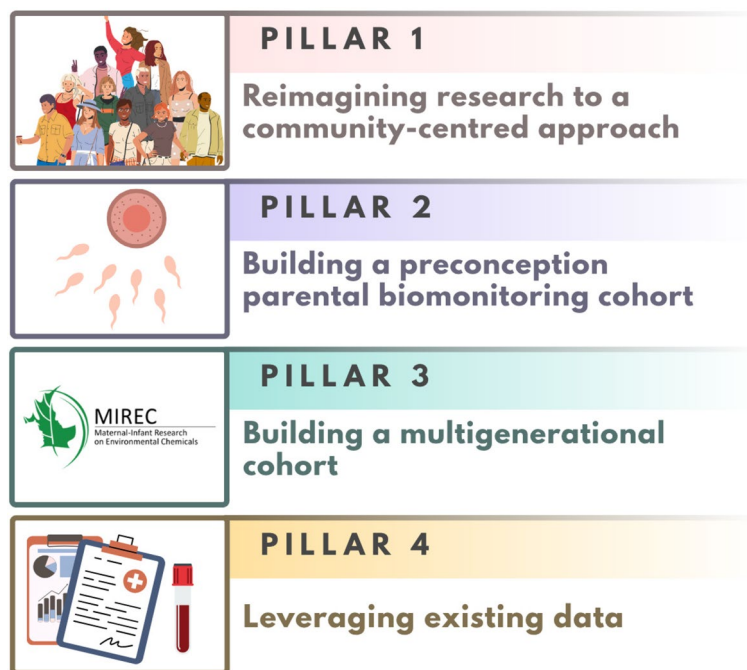 PILLAR 1
Reimagining research to a
community-centred approach
PILLAR 2
Building a preconception
parental biomonitoring cohort
PILLAR 3
MIREC
Maternal-Infant Research
on Environmental Chemicals
Building a multigenerational
cohort
PILLAR 4
Leveraging existing data